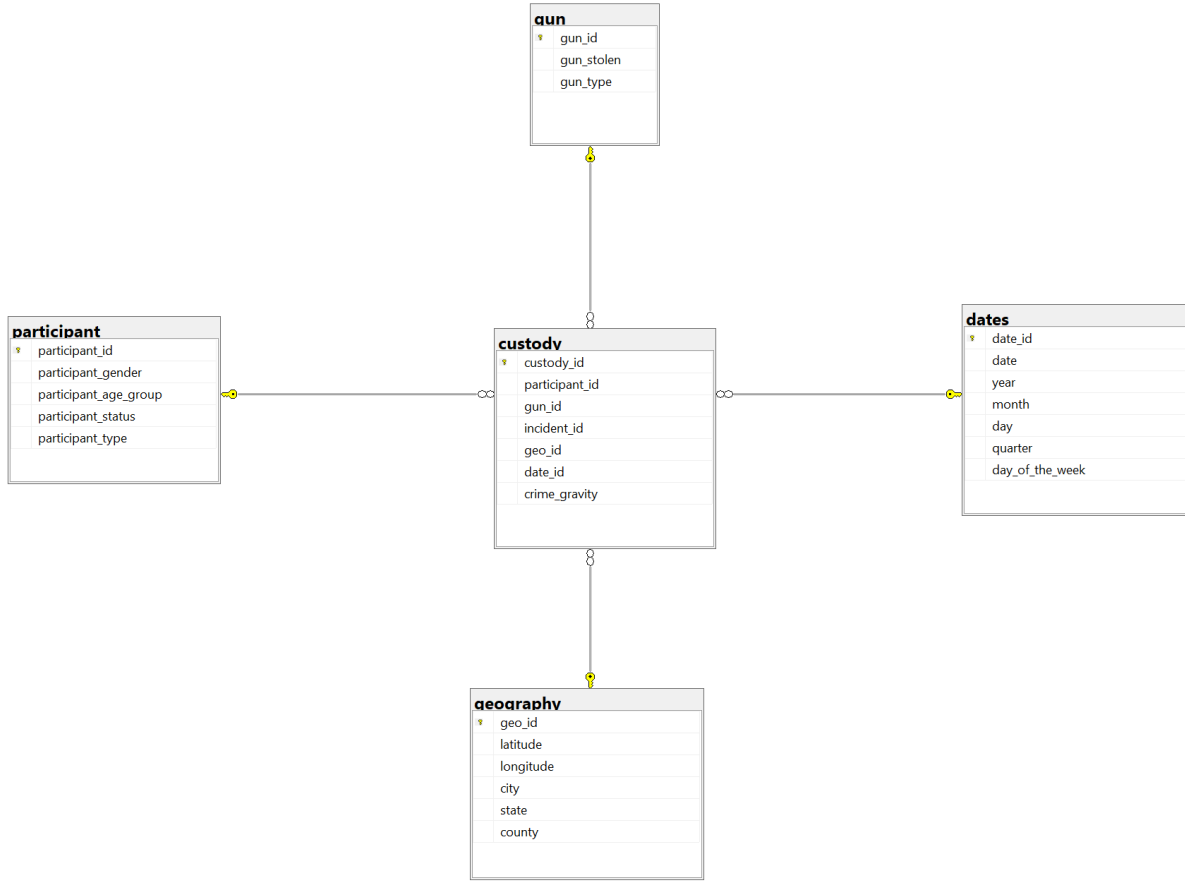 gun
gun_id
gun_stolen
gun_type
participant
participant_id
participant_gender
participant_age_group
participant_status
participant_type
custody
custody_id
participant_id
gun_id
incident_id
geo_id
date_id
crime_gravity
dates
date_id
date
year
month
day
quarter
day_of_the_week
geography
geo_id
latitude
longitude
city
state
county